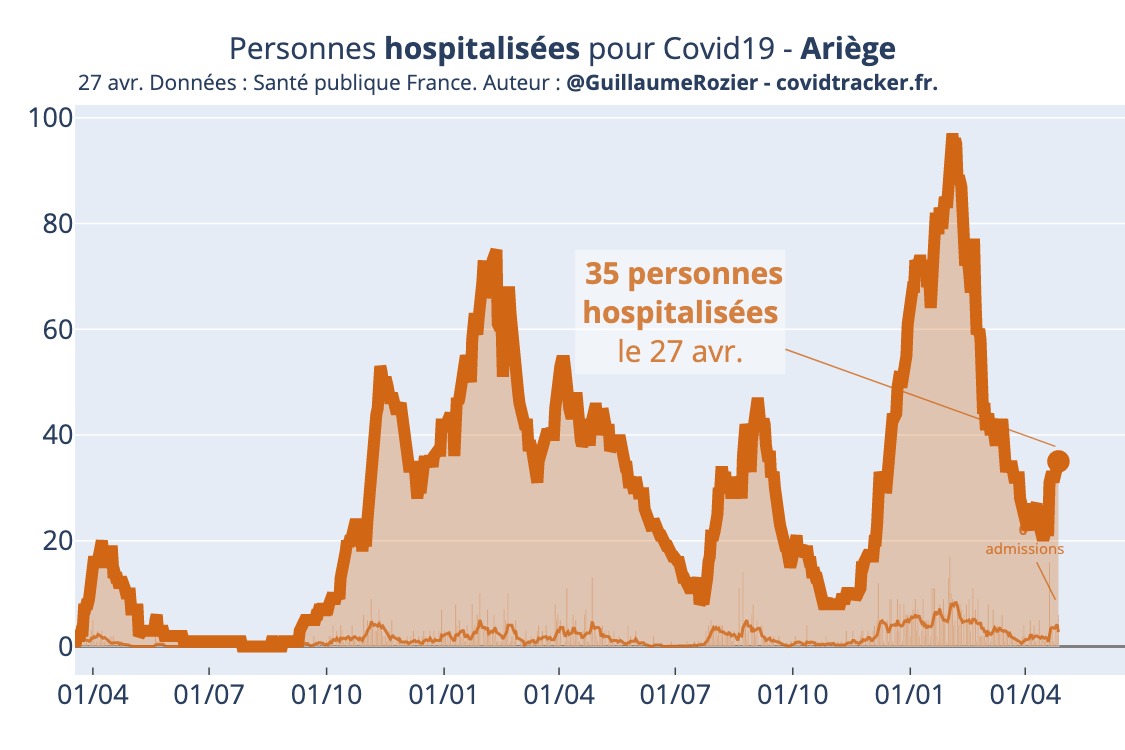 Personnes hospitalisées pour Covid19 - Ariège
27 avr. Données : Santé publique France. Auteur : @GuillaumeRozier - covidtracker.fr.
100
80
60
40
20
0
35 personnes
hospitalisées
le 27 avr.
admissions
01/04
01/07
01/10
01/01
01/04
01/07
01/10
01/01
01/04